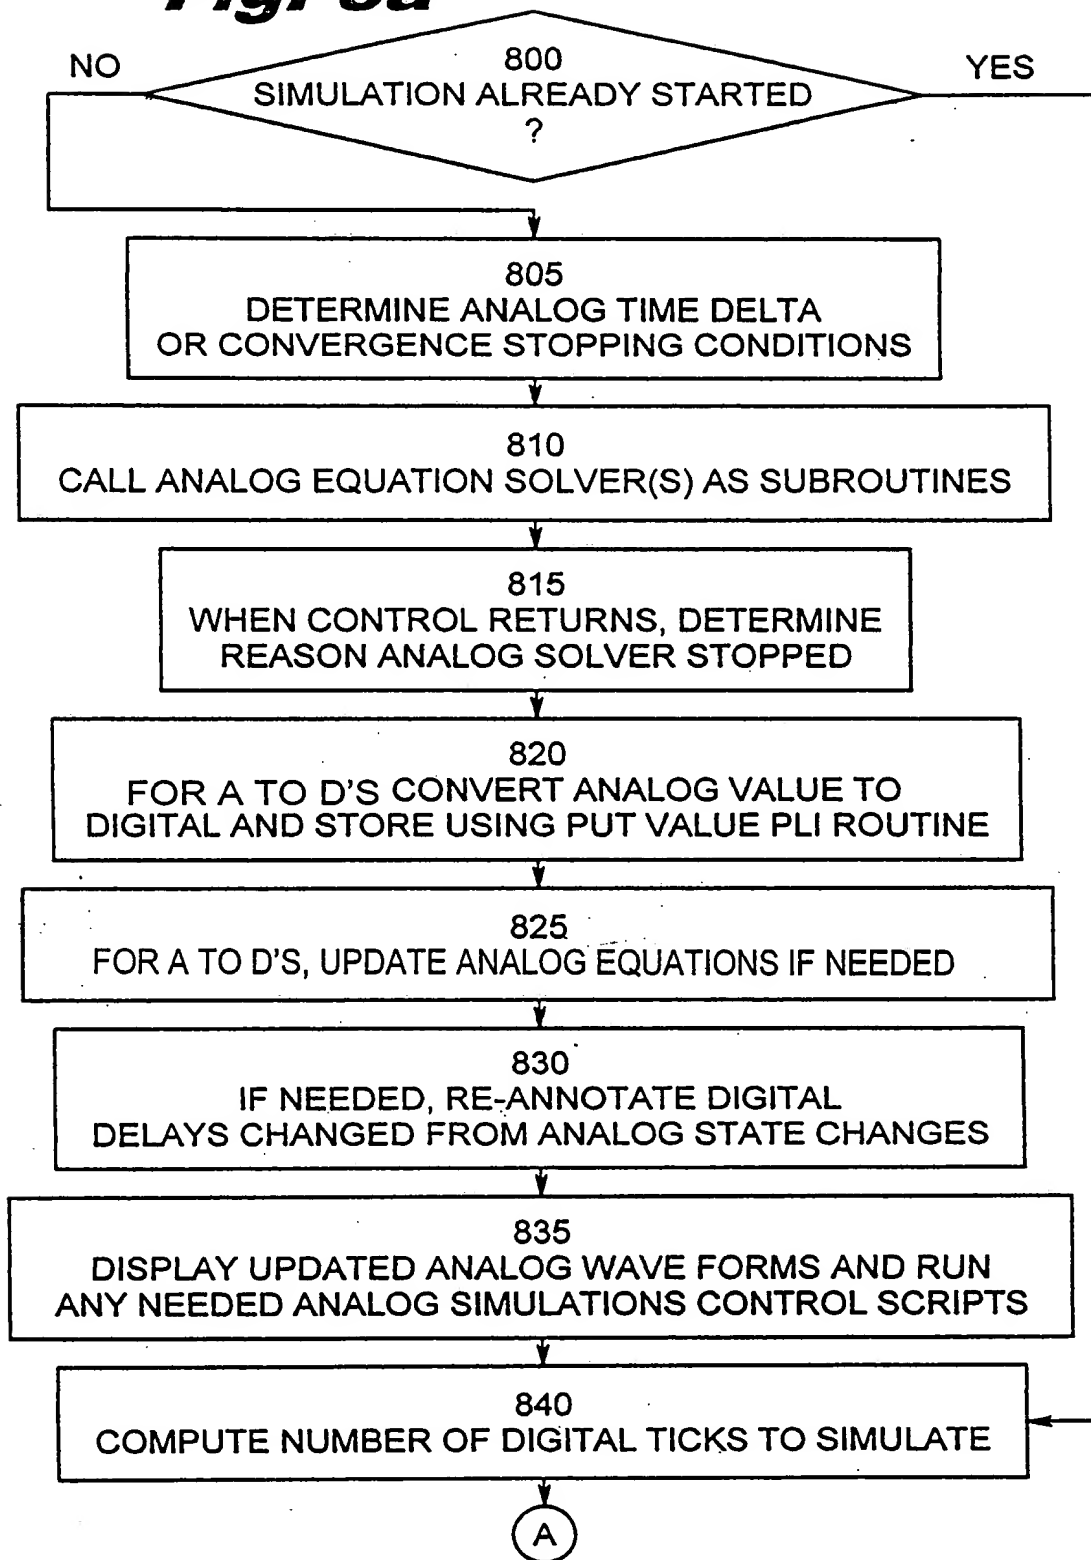 800
NO
YES
SIMULATION ALREADY STARTED
?
805
DETERMINE ANALOG TIME DELTA
OR CONVERGENCE STOPPING CONDITIONS
810
CALL ANALOG EQUATION SOLVER(S) AS SUBROUTINES
815
WHEN CONTROL RETURNS, DETERMINE
REASON ANALOG SOLVER STOPPED
820
FOR A TO D'S CONVERT ANALOG VALUE TO
DIGITAL AND STORE USING PUT VALUE PLI ROUTINE
825
FOR A TO D'S, UPDATE ANALOG EQUATIONS IF NEEDED
830
IF NEEDED, RE-ANNOTATE DIGITAL
DELAYS CHANGED FROM ANALOG STATE CHANGES
835
DISPLAY UPDATED ANALOG WAVE FORMS AND RUN
ANY NEEDED ANALOG SIMULATIONS CONTROL SCRIPTS
840
COMPUTE NUMBER OF DIGITAL TICKS TO SIMULATE
A